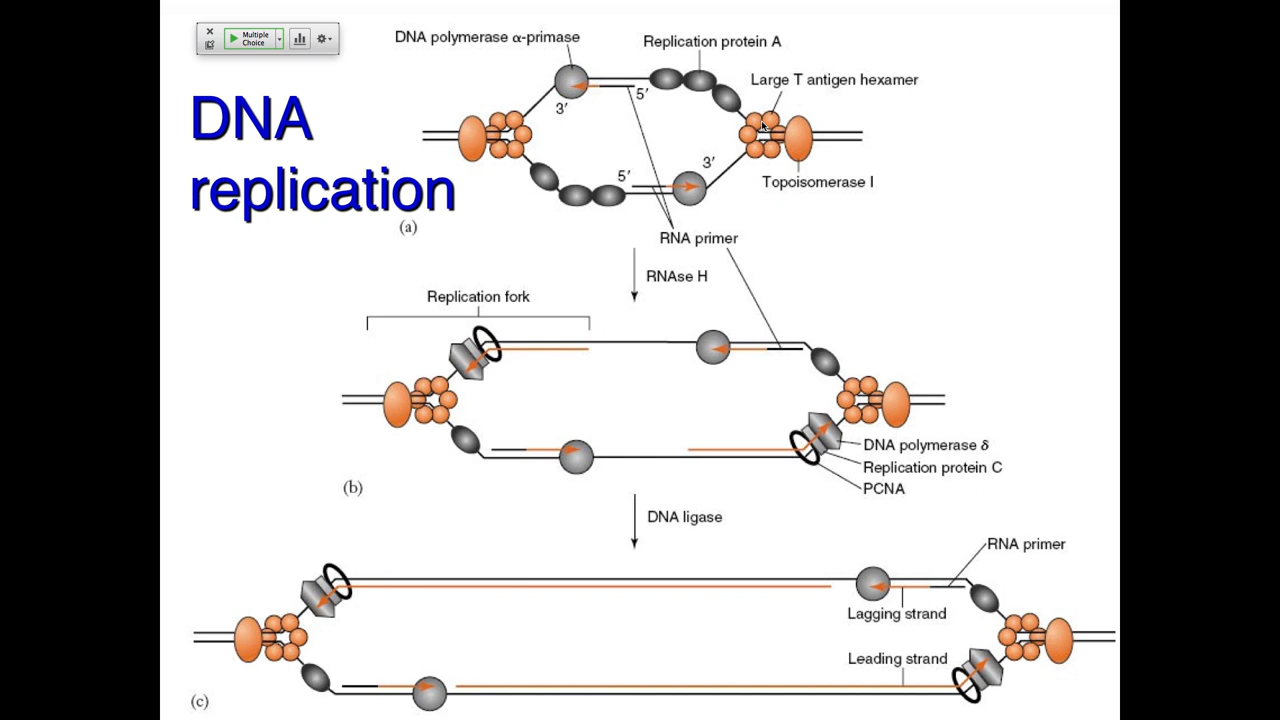 Multiple
Choice
DNA
replication
DNA polymerase α-primase
Replication protein A
Large T antigen hexamer
5′
3′
3′
5′
Topoisomerase I
(a)
RNA primer
RNAse H
Replication fork
DNA polymerase δ
Replication protein C
PCNA
(b)
DNA ligase
RNA primer
Lagging strand
Leading strand
(c)